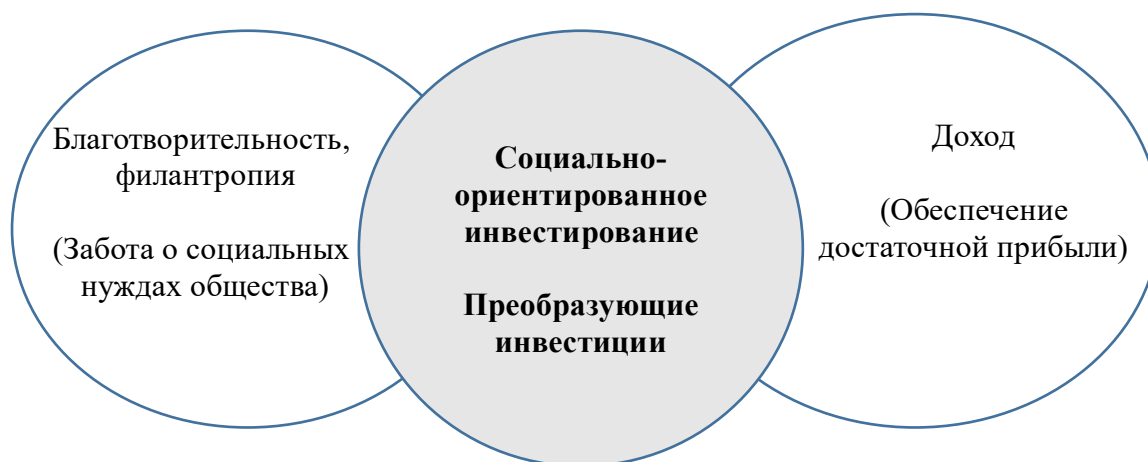 Благотворительность,
филантропия
(Забота о социальных
нуждах общества)
Социально-
ориентированное
инвестирование
Преобразующие
инвестиции
Доход
(Обеспечение
достаточной прибыли)